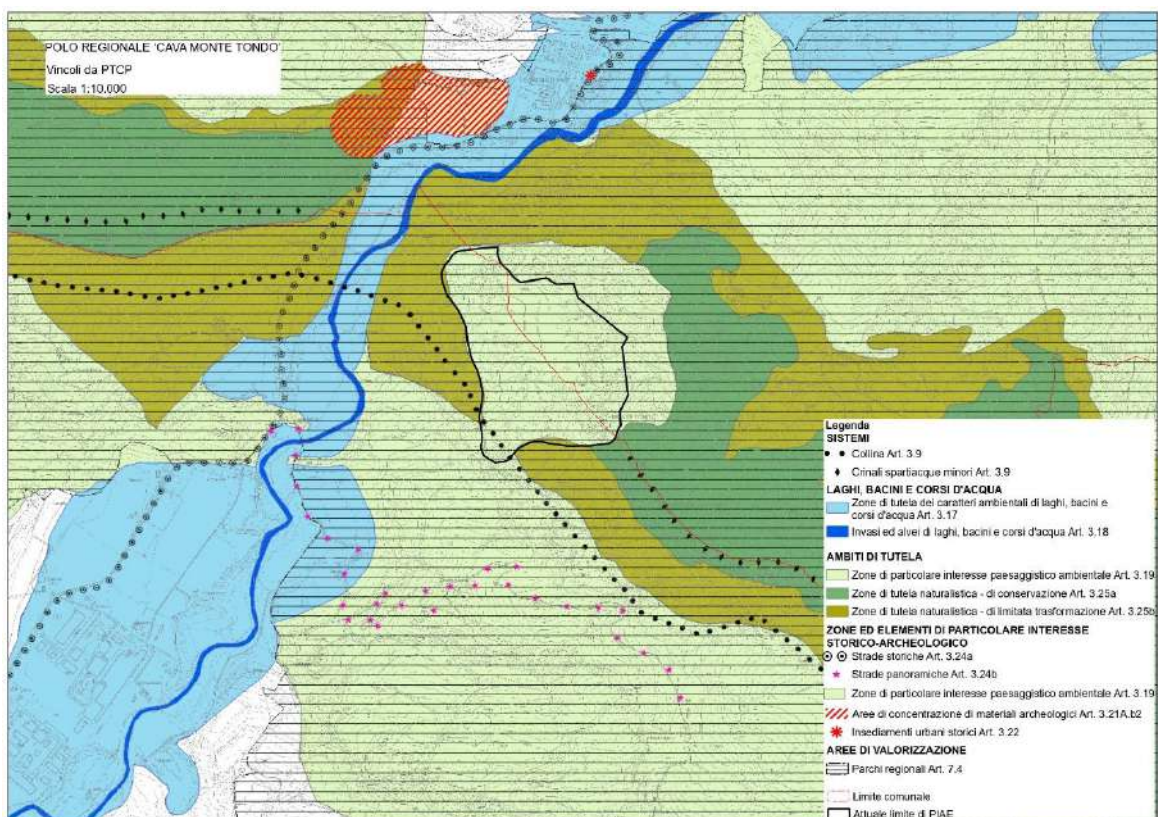 POLO REGIONALE 'CAVA MONTE TONDO'
Vincoli da PTCP
Scala 1:10.000
Legenda
SISTEMI
Collina Art. 3.9
Crinali spartiacque minori Art. 3.9
LAGHI, BACINI E CORSI D'ACQUA
Zone di tutela dei caratteri ambientali di laghi, bacini e
corsi d'acqua Art. 3.17
Invasi ed alvei di laghi, bacini e corsi d'acqua Art. 3.18
AMBITI DI TUTELA
Zone di particolare interesse paesaggistico ambientale Art. 3.19
Zone di tutela naturalistica - di conservazione Art. 3.25a
Zone di tutela naturalistica - di limitata trasformazione Art. 3.25b
ZONE ED ELEMENTI DI PARTICOLARE INTERESSE
STORICO-ARCHEOLOGICO
Strade storiche Art. 3.24a
Strade panoramiche Art. 3.24b
Zone di particolare interesse paesaggistico ambientale Art. 3.19
Aree di concentrazione di materiali archeologici Art. 3.21A.b2
Insediamenti urbani storici Art. 3.22
AREE DI VALORIZZAZIONE
Parchi regionali Art. 7.4
Limite comunale
Attuale limite di PIAE